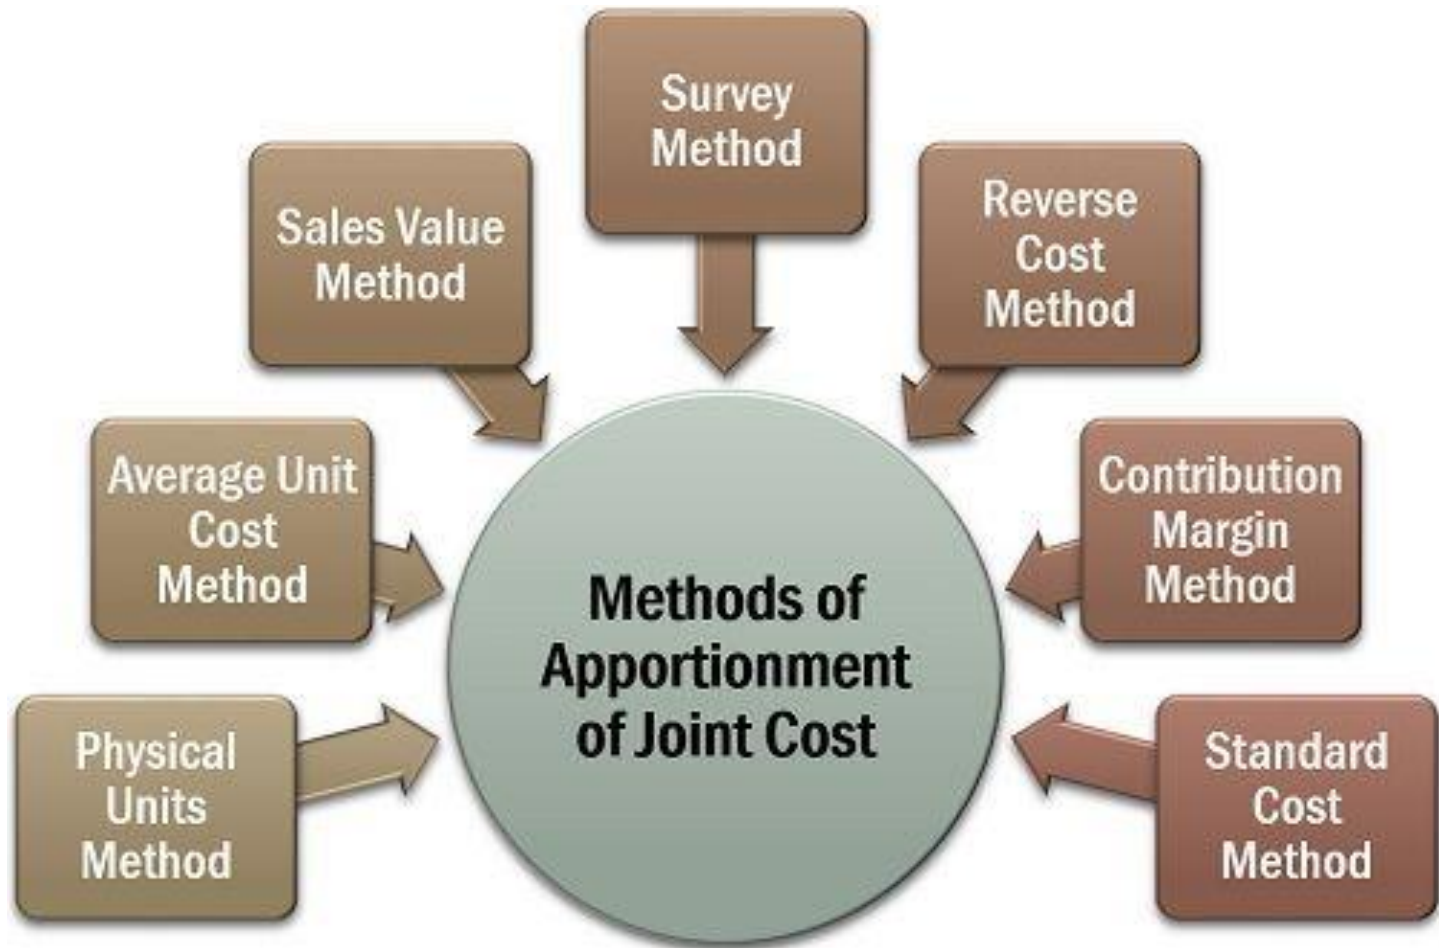 Survey
Method
Sales Value
Method
Reverse
Cost
Method
Average Unit
Cost
Method
Contribution
Margin
Method
Methods of
Apportionment
of Joint Cost
Physical
Units
Method
Standard
Cost
Method